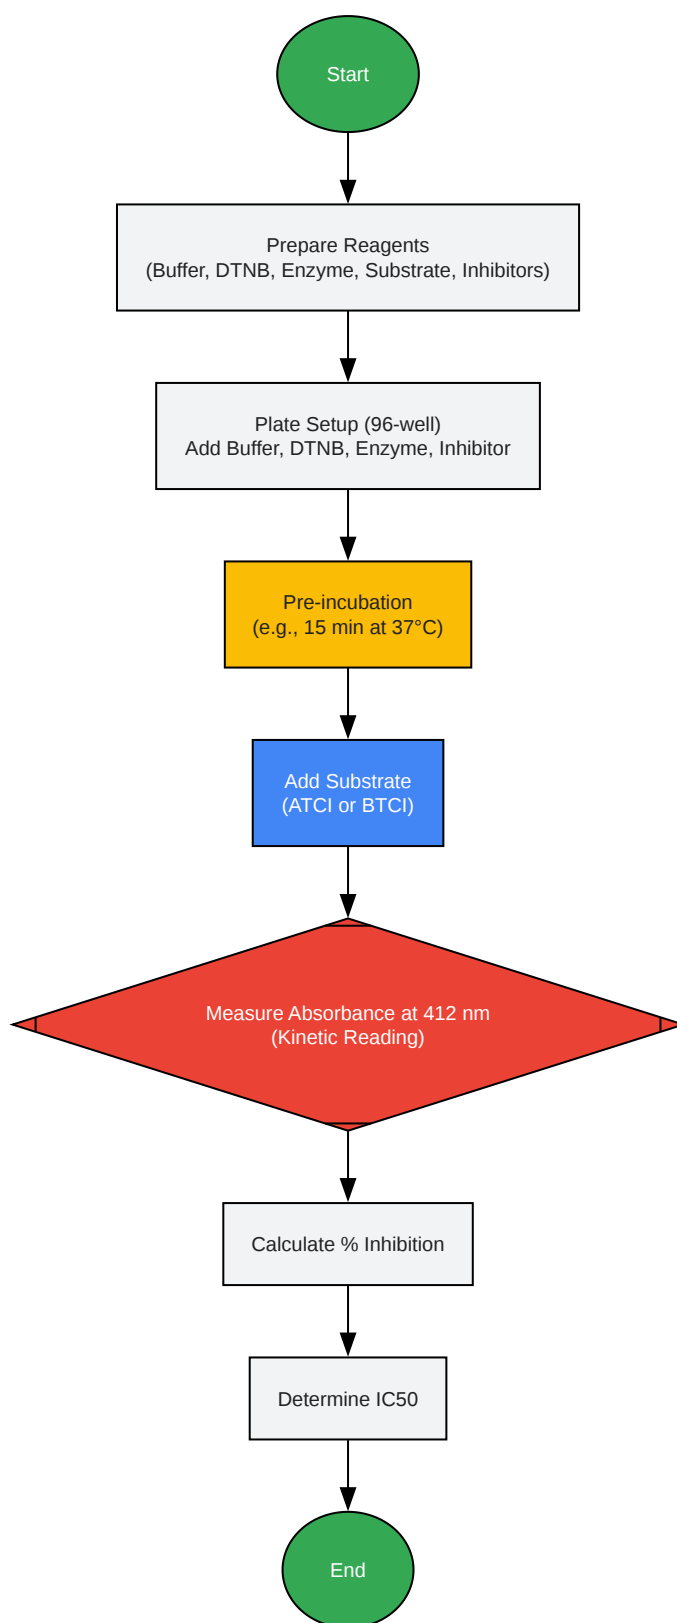 Start
Prepare Reagents
(Buffer, DTNB, Enzyme, Substrate, Inhibitors)
Plate Setup (96-well)
Add Buffer, DTNB, Enzyme, Inhibitor
Pre-incubation
(e.g., 15 min at 37°C)
Add Substrate
(ATCI or BTCI)
Measure Absorbance at 412 nm
(Kinetic Reading)
Calculate % Inhibition
Determine IC50
End